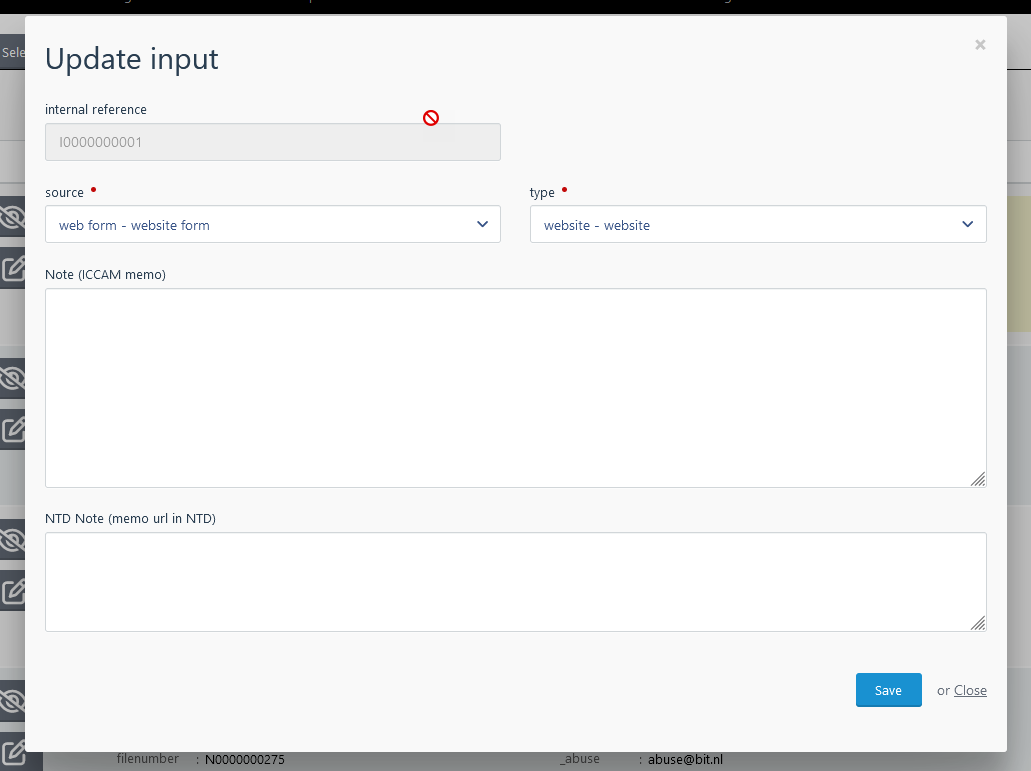 Sele
Update input
×
internal reference
I0000000001
source •
type •
web form - website form
website - website
Note (ICCAM memo)
NTD Note (memo url in NTD)
Save
or Close
filenumber : N0000000275
_abuse : abuse@bit.nl